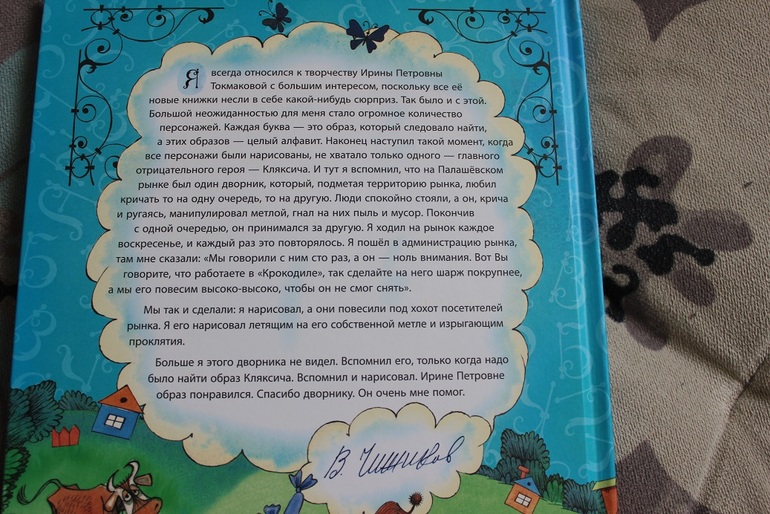 Я всегда относился к творчеству Ирины Петровны
Токмаковой с большим интересом, поскольку все её
новые книжки несли в себе какой-нибудь сюрприз. Так было и с этой.
Большой неожиданностью для меня стало огромное количество
персонажей. Каждая буква — это образ, который следовало найти,
а этих образов — целый алфавит. Наконец наступил такой момент, когда
все персонажи были нарисованы, не хватало только одного — главного
отрицательного героя — Кляксича. И тут я вспомнил, что на Палашёвском
рынке был один дворник, который, подметая территорию рынка, любил
кричать то на одну очередь, то на другую. Люди спокойно стояли, а он, крича
и ругаясь, манипулировал метлой, гнал на них пыль и мусор. Покончив
с одной очередью, он принимался за другую. Я ходил на рынок каждое
воскресенье, и каждый раз это повторялось. Я пошёл в администрацию рынка,
там мне сказали: «Мы говорили с ним сто раз, а он — ноль внимания. Вот Вы
говорите, что работаете в «Крокодиле», так сделайте на него шарж покрупнее,
а мы его повесим высоко-высоко, чтобы он не смог снять».
Мы так и сделали: я нарисовал, а они повесили под хохот посетителей
рынка. Я его нарисовал летящим на его собственной метле и изрыгающим
проклятия.
Больше я этого дворника не видел. Вспомнил его, только когда надо
было найти образ Кляксича. Вспомнил и нарисовал. Ирине Петровне
образ понравился. Спасибо дворнику. Он очень мне помог.
В. Чижиков